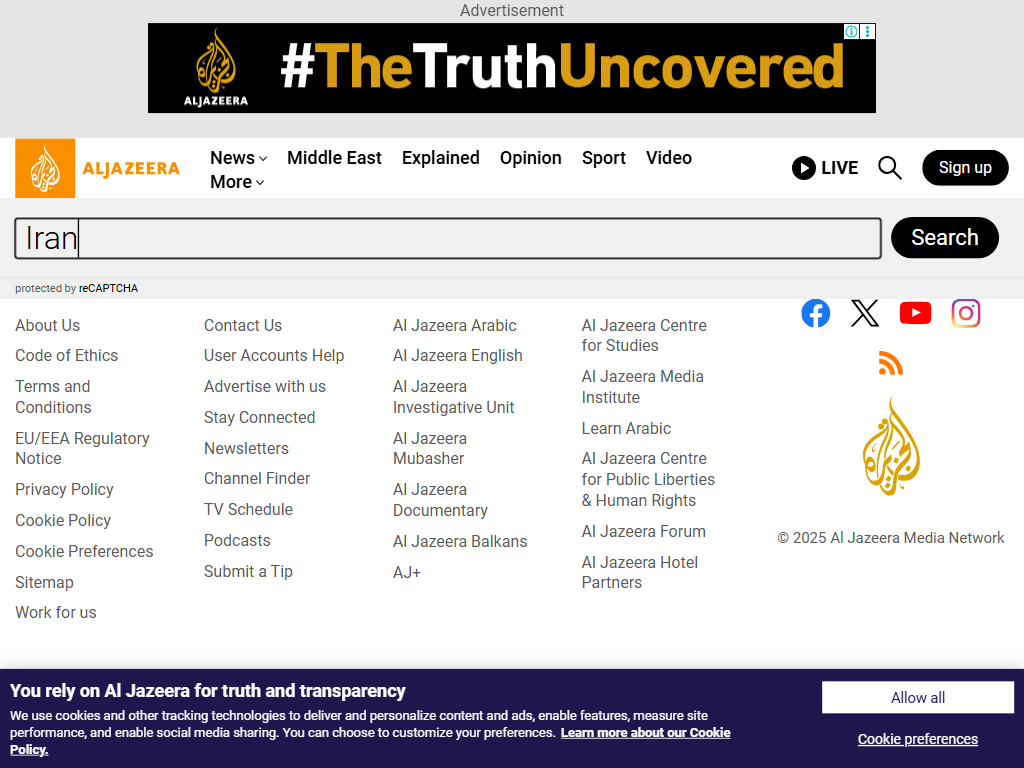 Advertisement
ALJAZEERA
#TheTruthUncovered
ALJAZEERA
News
Middle East
Explained
Opinion
Sport
Video
More
LIVE
Sign up
Iran
Search
protected by reCAPTCHA
About Us
Code of Ethics
Terms and
Conditions
EU/EEA Regulatory
Notice
Privacy Policy
Cookie Policy
Cookie Preferences
Sitemap
Work for us
Contact Us
User Accounts Help
Advertise with us
Stay Connected
Newsletters
Channel Finder
TV Schedule
Podcasts
Submit a Tip
Al Jazeera Arabic
Al Jazeera English
Al Jazeera
Investigative Unit
Al Jazeera
Mubasher
Al Jazeera
Documentary
Al Jazeera Balkans
AJ+
Al Jazeera Centre
for Studies
Al Jazeera Media
Institute
Learn Arabic
Al Jazeera Centre
for Public Liberties
& Human Rights
Al Jazeera Forum
Al Jazeera Hotel
Partners
© 2025 Al Jazeera Media Network
You rely on Al Jazeera for truth and transparency
We use cookies and other tracking technologies to deliver and personalize content and ads, enable features, measure site
performance, and enable social media sharing. You can choose to customize your preferences. Learn more about our Cookie
Policy.
Allow all
Cookie preferences